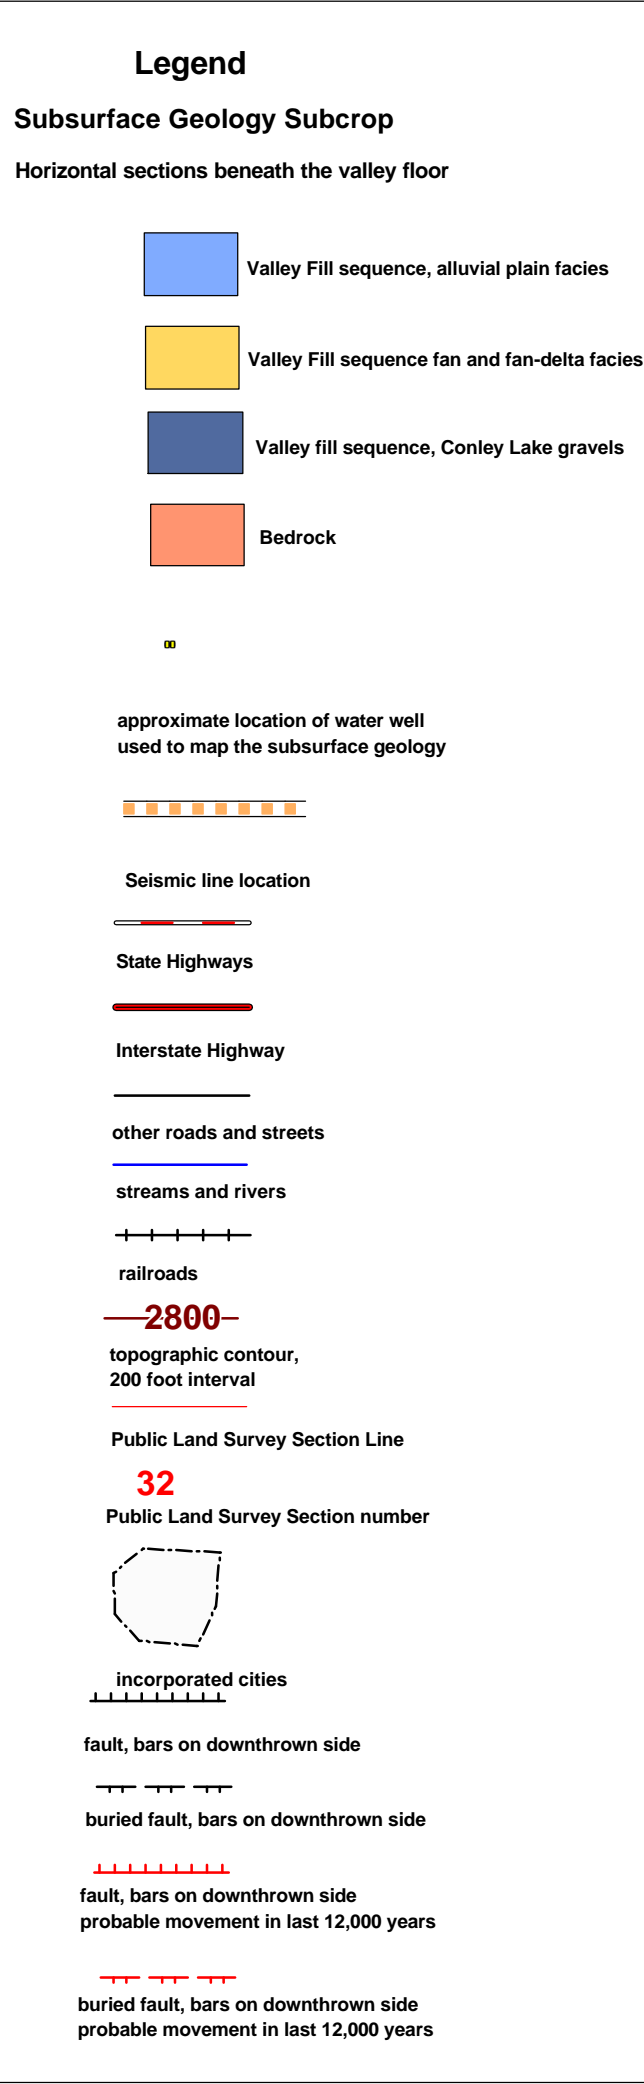 Legend
Subsurface Geology Subcrop
Horizontal sections beneath the valley floor
Valley Fill sequence, alluvial plain facies
Valley Fill sequence fan and fan-delta facies
Valley fill sequence, Conley Lake gravels
Bedrock
approximate location of water well
used to map the subsurface geology
Seismic line location
State Highways
Interstate Highway
other roads and streets
streams and rivers
railroads
2800
topographic contour,
200 foot interval
Public Land Survey Section Line
32
Public Land Survey Section number
incorporated cities
fault, bars on downthrown side
buried fault, bars on downthrown side
fault, bars on downthrown side
probable movement in last 12,000 years
buried fault, bars on downthrown side
probable movement in last 12,000 years